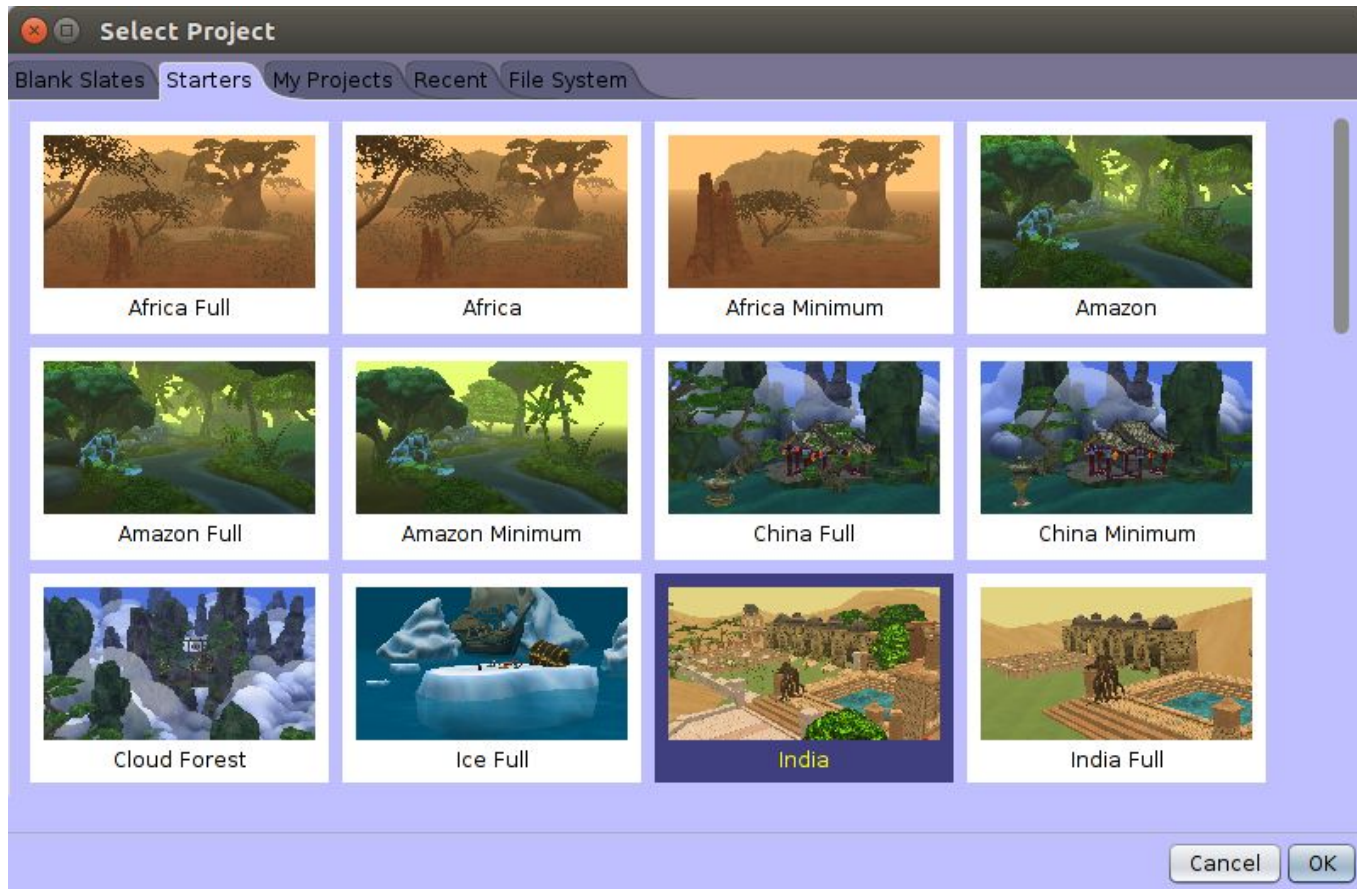 Select Project
Blank Slates Starters My Projects Recent File System
Africa Full Africa Africa Minimum Amazon
Amazon Full Amazon Minimum China Full China Minimum
Cloud Forest Ice Full India India Full
Cancel OK